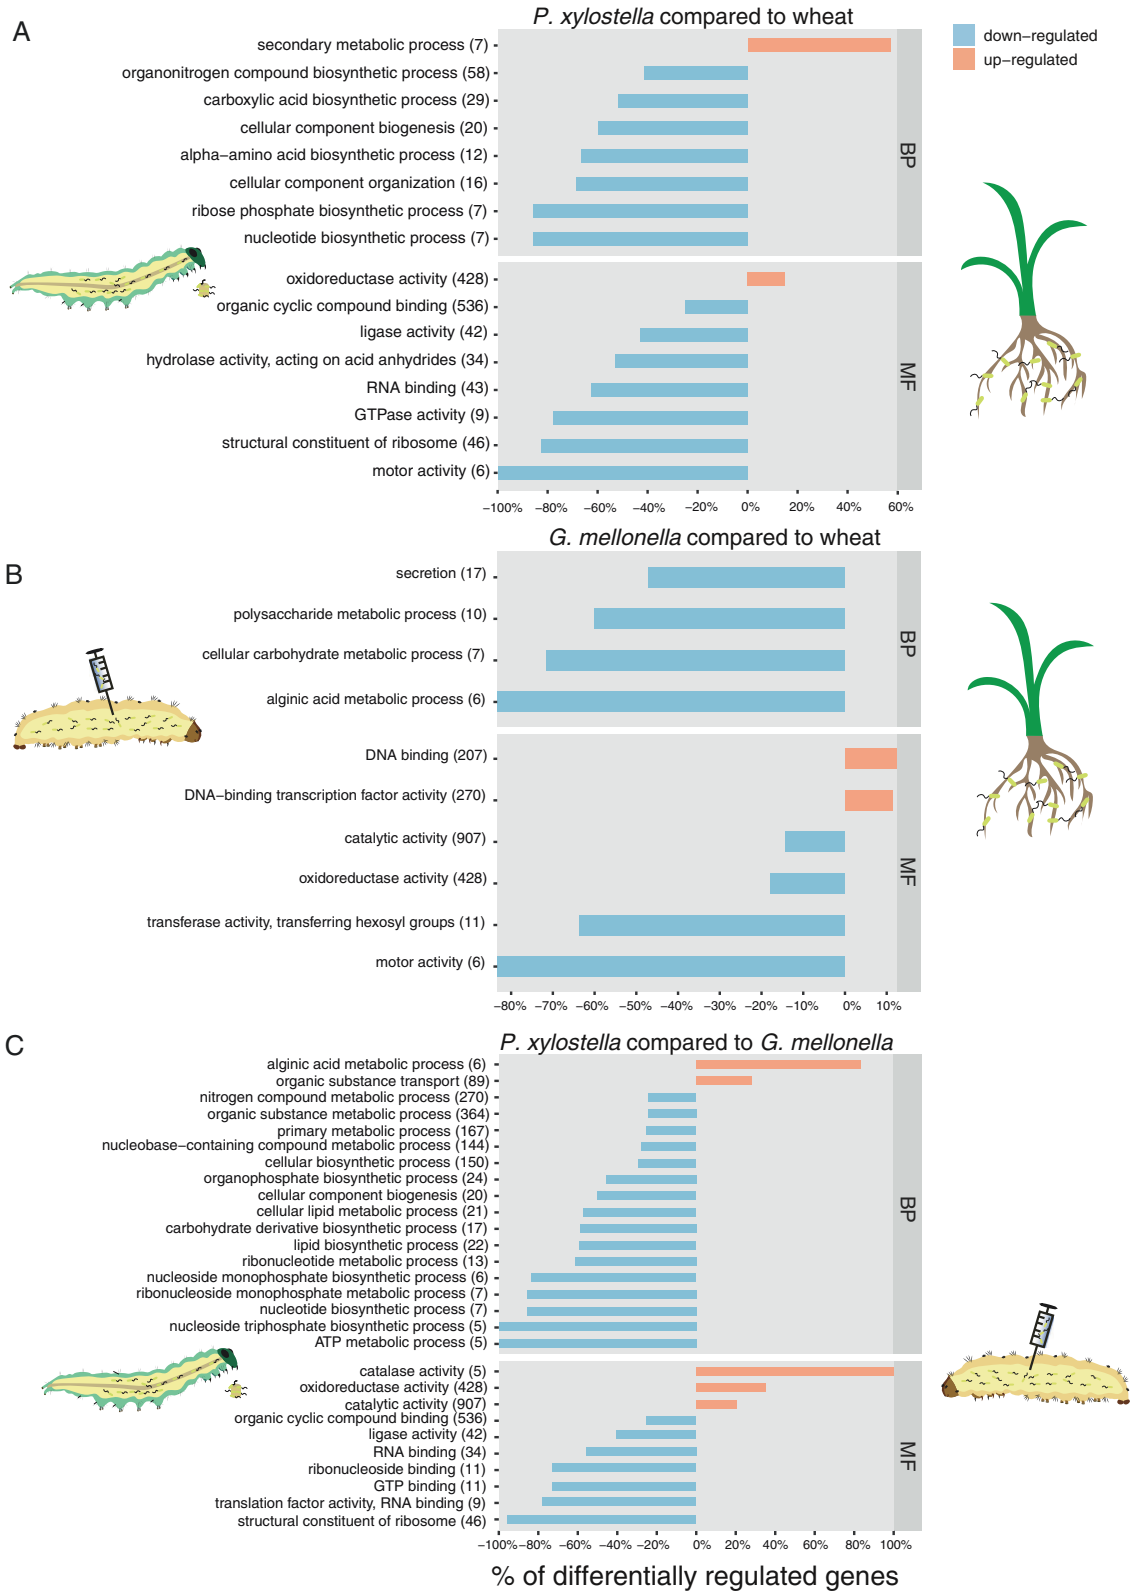 A
P. xylostella compared to wheat
down−regulated
up−regulated
secondary metabolic process (7)
organonitrogen compound biosynthetic process (58)
carboxylic acid biosynthetic process (29)
cellular component biogenesis (20)
alpha−amino acid biosynthetic process (12)
cellular component organization (16)
ribose phosphate biosynthetic process (7)
nucleotide biosynthetic process (7)
BP
oxidoreductase activity (428)
organic cyclic compound binding (536)
ligase activity (42)
hydrolase activity, acting on acid anhydrides (34)
RNA binding (43)
GTPase activity (9)
structural constituent of ribosome (46)
motor activity (6)
MF
−100% −80% −60% −40% −20% 0% 20% 40% 60%
B
G. mellonella compared to wheat
secretion (17)
polysaccharide metabolic process (10)
cellular carbohydrate metabolic process (7)
alginic acid metabolic process (6)
BP
DNA binding (207)
DNA−binding transcription factor activity (270)
catalytic activity (907)
oxidoreductase activity (428)
transferase activity, transferring hexosyl groups (11)
motor activity (6)
MF
−80% −70% −60% −50% −40% −30% −20% −10% 0% 10%
C
P. xylostella compared to G. mellonella
alginic acid metabolic process (6)
organic substance transport (89)
nitrogen compound metabolic process (270)
organic substance metabolic process (364)
primary metabolic process (167)
nucleobase−containing compound metabolic process (144)
cellular biosynthetic process (150)
organophosphate biosynthetic process (24)
cellular component biogenesis (20)
cellular lipid metabolic process (21)
carbohydrate derivative biosynthetic process (17)
lipid biosynthetic process (22)
ribonucleotide metabolic process (13)
nucleoside monophosphate biosynthetic process (6)
ribonucleoside monophosphate metabolic process (7)
nucleotide biosynthetic process (7)
nucleoside triphosphate biosynthetic process (5)
ATP metabolic process (5)
BP
catalase activity (5)
oxidoreductase activity (428)
catalytic activity (907)
organic cyclic compound binding (536)
ligase activity (42)
RNA binding (34)
ribonucleoside binding (11)
GTP binding (11)
translation factor activity, RNA binding (9)
structural constituent of ribosome (46)
MF
−100% −80% −60% −40% −20% 0% 20% 40% 60% 80% 100%
% of differentially regulated genes